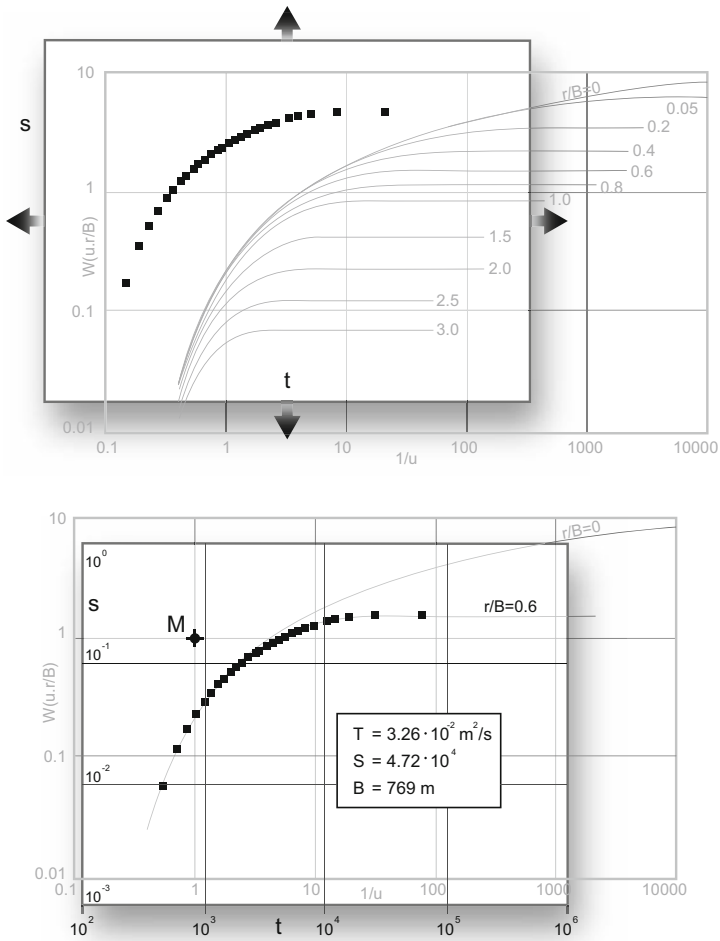 10
r/B=0
0.05
s
0.2
0.4
0.6
1
0.8
1.0
W(u.r/B)
1.5
2.0
0.1
2.5
3.0
t
0.01
0.1 1 10 100 1000 10000
1/u
10
r/B=0
10⁰
s
r/B=0.6
M
1
10⁻¹
W(u.r/B)
T = 3.26·10⁻² m²/s
0.1
S = 4.72·10⁴
10⁻²
B = 769 m
0.01
10⁻³
0.1 1 10 1/u 100 1000 10000
10² 10³ t 10⁴ 10⁵ 10⁶